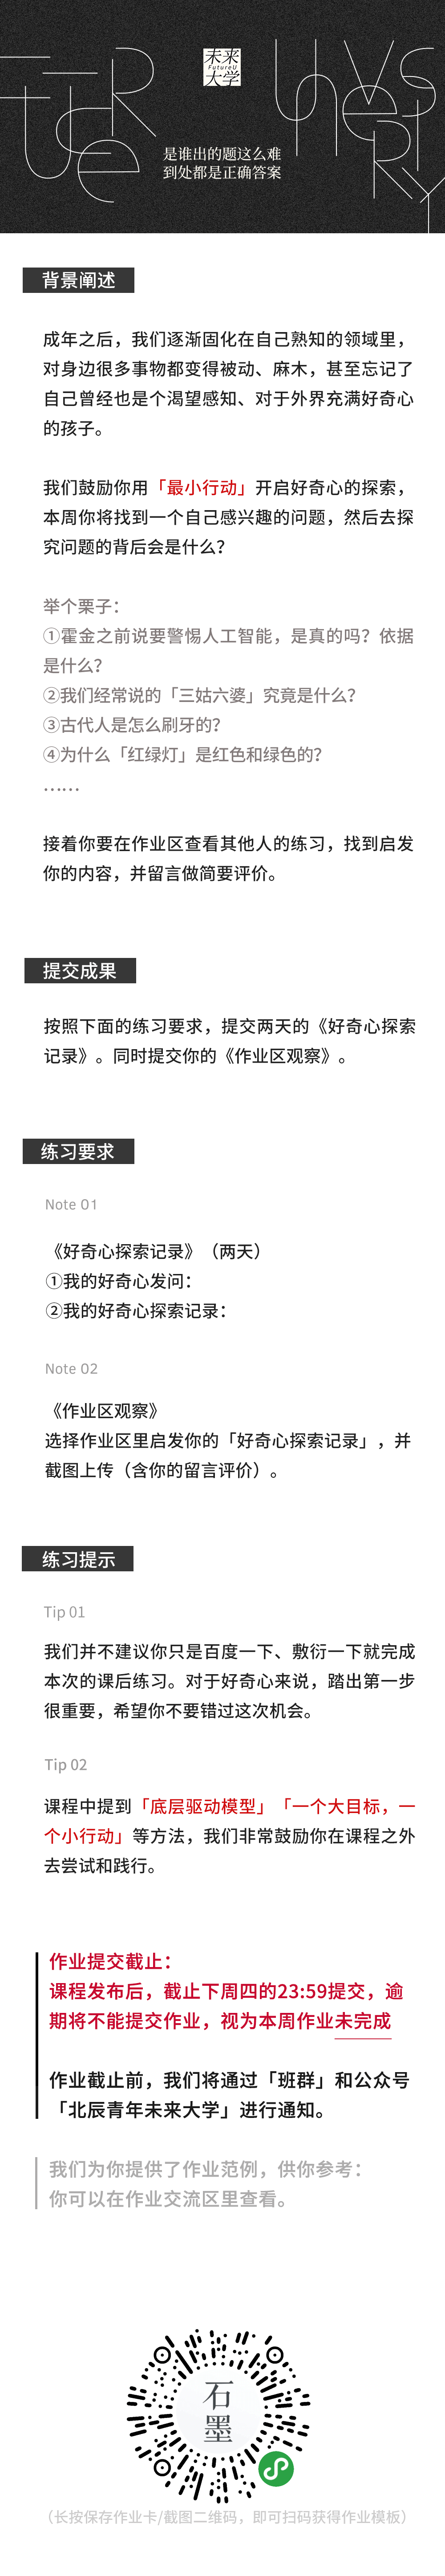 FUTURE
UNIVERSITY
未来
FutureU
大学
是谁出的题这么难
到处都是正确答案
背景阐述
成年之后，我们逐渐固化在自己熟知的领域里，
对身边很多事物都变得被动、麻木，甚至忘记了
自己曾经也是个渴望感知、对于外界充满好奇心
的孩子。
我们鼓励你用「最小行动」开启好奇心的探索，
本周你将找到一个自己感兴趣的问题，然后去探
究问题的背后会是什么？
举个栗子：
①霍金之前说要警惕人工智能，是真的吗？依据
是什么？
②我们经常说的「三姑六婆」究竟是什么？
③古代人是怎么刷牙的？
④为什么「红绿灯」是红色和绿色的？
……
接着你要在作业区查看其他人的练习，找到启发
你的内容，并留言做简要评价。
提交成果
按照下面的练习要求，提交两天的《好奇心探索
记录》。同时提交你的《作业区观察》。
练习要求
Note 01
《好奇心探索记录》（两天）
①我的好奇心发问：
②我的好奇心探索记录：
Note 02
《作业区观察》
选择作业区里启发你的「好奇心探索记录」，并
截图上传（含你的留言评价）。
练习提示
Tip 01
我们并不建议你只是百度一下、敷衍一下就完成
本次的课后练习。对于好奇心来说，踏出第一步
很重要，希望你不要错过这次机会。
Tip 02
课程中提到「底层驱动模型」「一个大目标，一
个小行动」等方法，我们非常鼓励你在课程之外
去尝试和践行。
作业提交截止：
课程发布后，截止下周四的23:59提交，逾
期将不能提交作业，视为本周作业未完成
作业截止前，我们将通过「班群」和公众号
「北辰青年未来大学」进行通知。
我们为你提供了作业范例，供你参考：
你可以在作业交流区里查看。
石
墨
（长按保存作业卡/截图二维码，即可扫码获得作业模板）